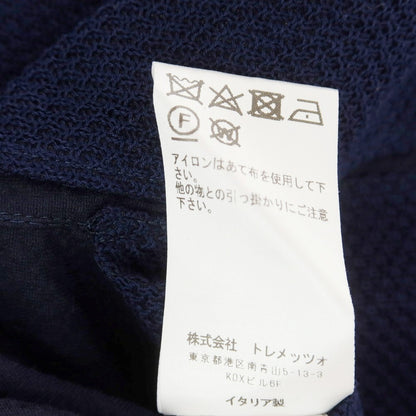 F
W
アイロンはあて布を使用して下
さい。
他の物との引っ掛かりにご注意
下さい。
株式会社 トレメッツォ
東京都港区南青山5-13-3
KDXビル6F
イタリア製